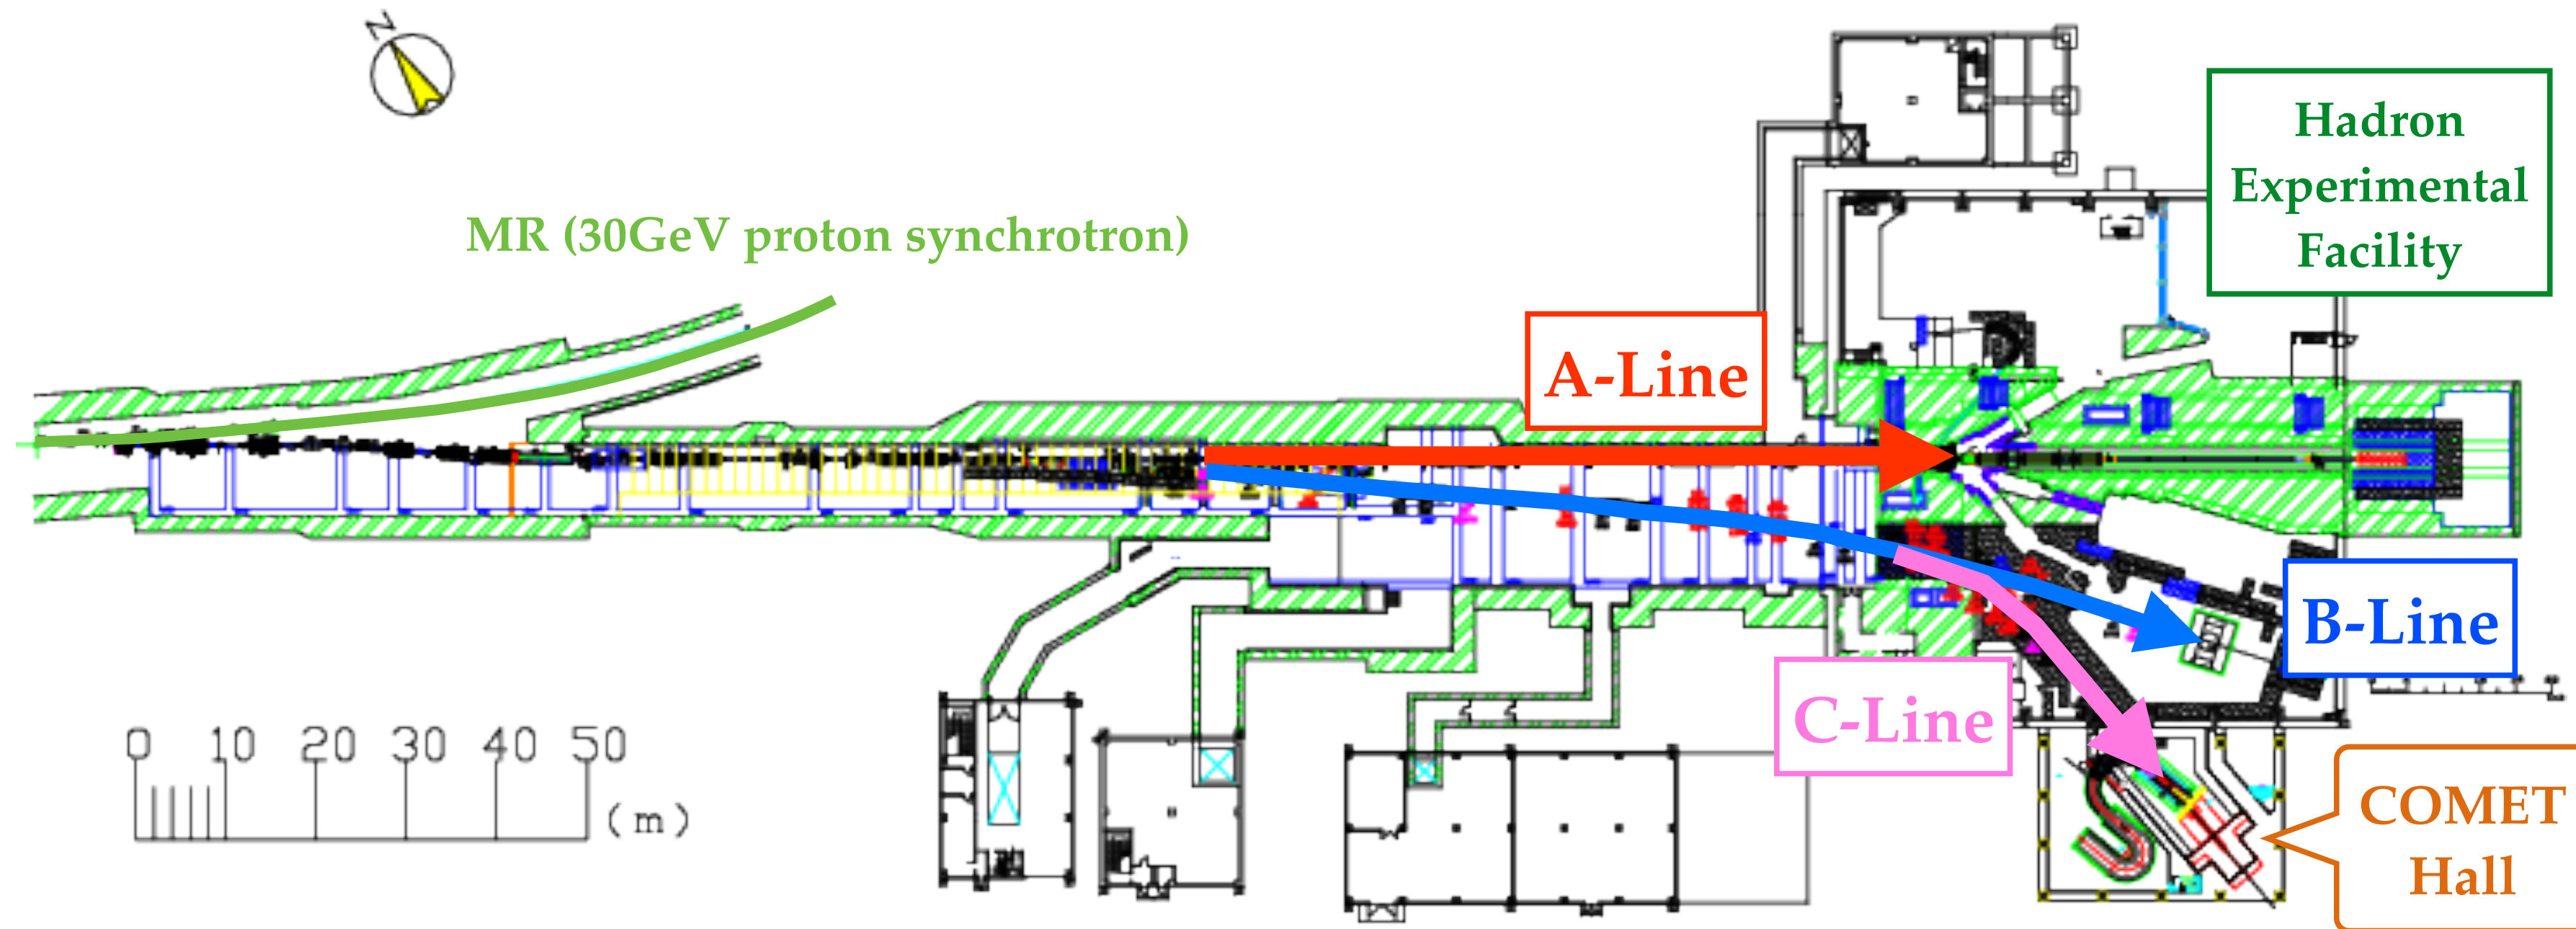 N
Hadron
Experimental
Facility
MR (30GeV proton synchrotron)
A-Line
B-Line
C-Line
0 10 20 30 40 50
(m)
COMET
Hall